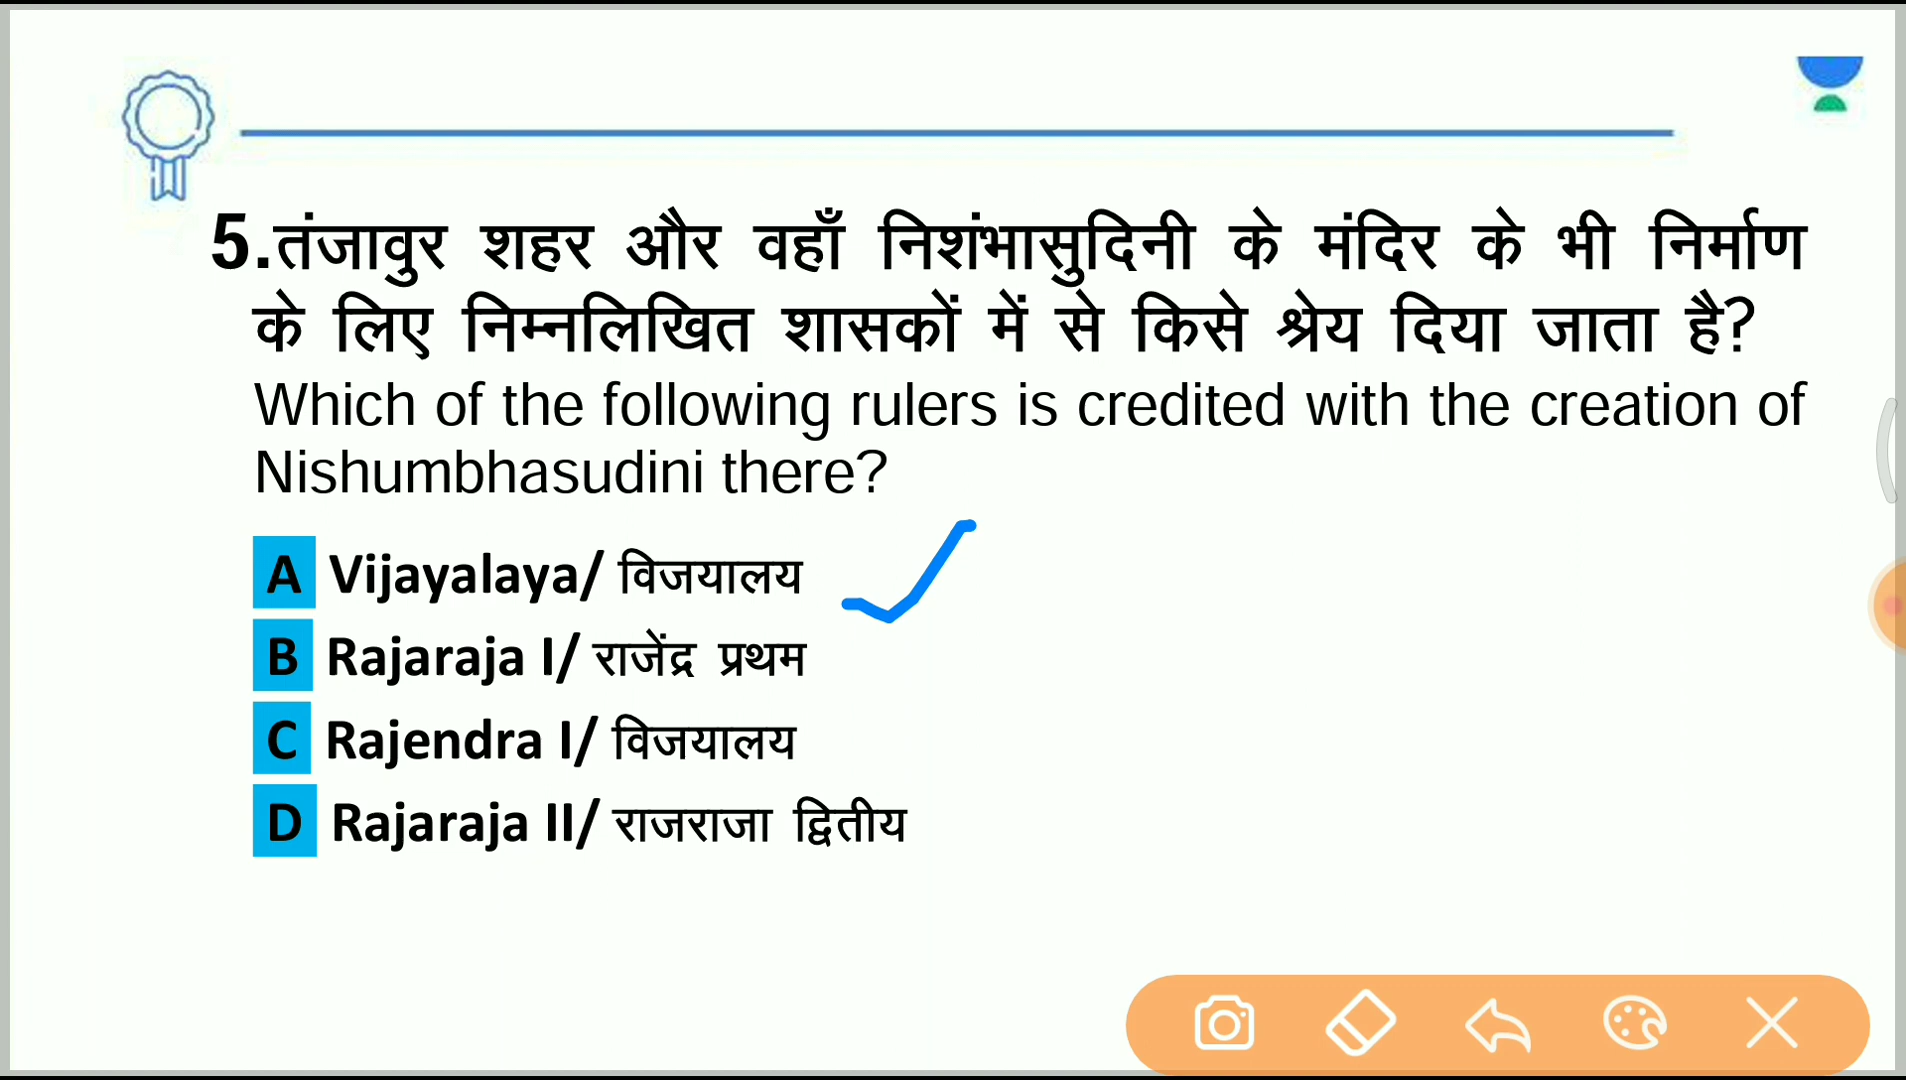 5.तंजावुर शहर और वहाँ निशंभासुदिनी के मंदिर के भी निर्माण
के लिए निम्नलिखित शासकों में से किसे श्रेय दिया जाता है?
Which of the following rulers is credited with the creation of
Nishumbhasudini there?
A Vijayalaya/ विजयालय
B Rajaraja I/ राजेंद्र प्रथम
C Rajendra I/ विजयालय
D Rajaraja II/ राजराजा द्वितीय